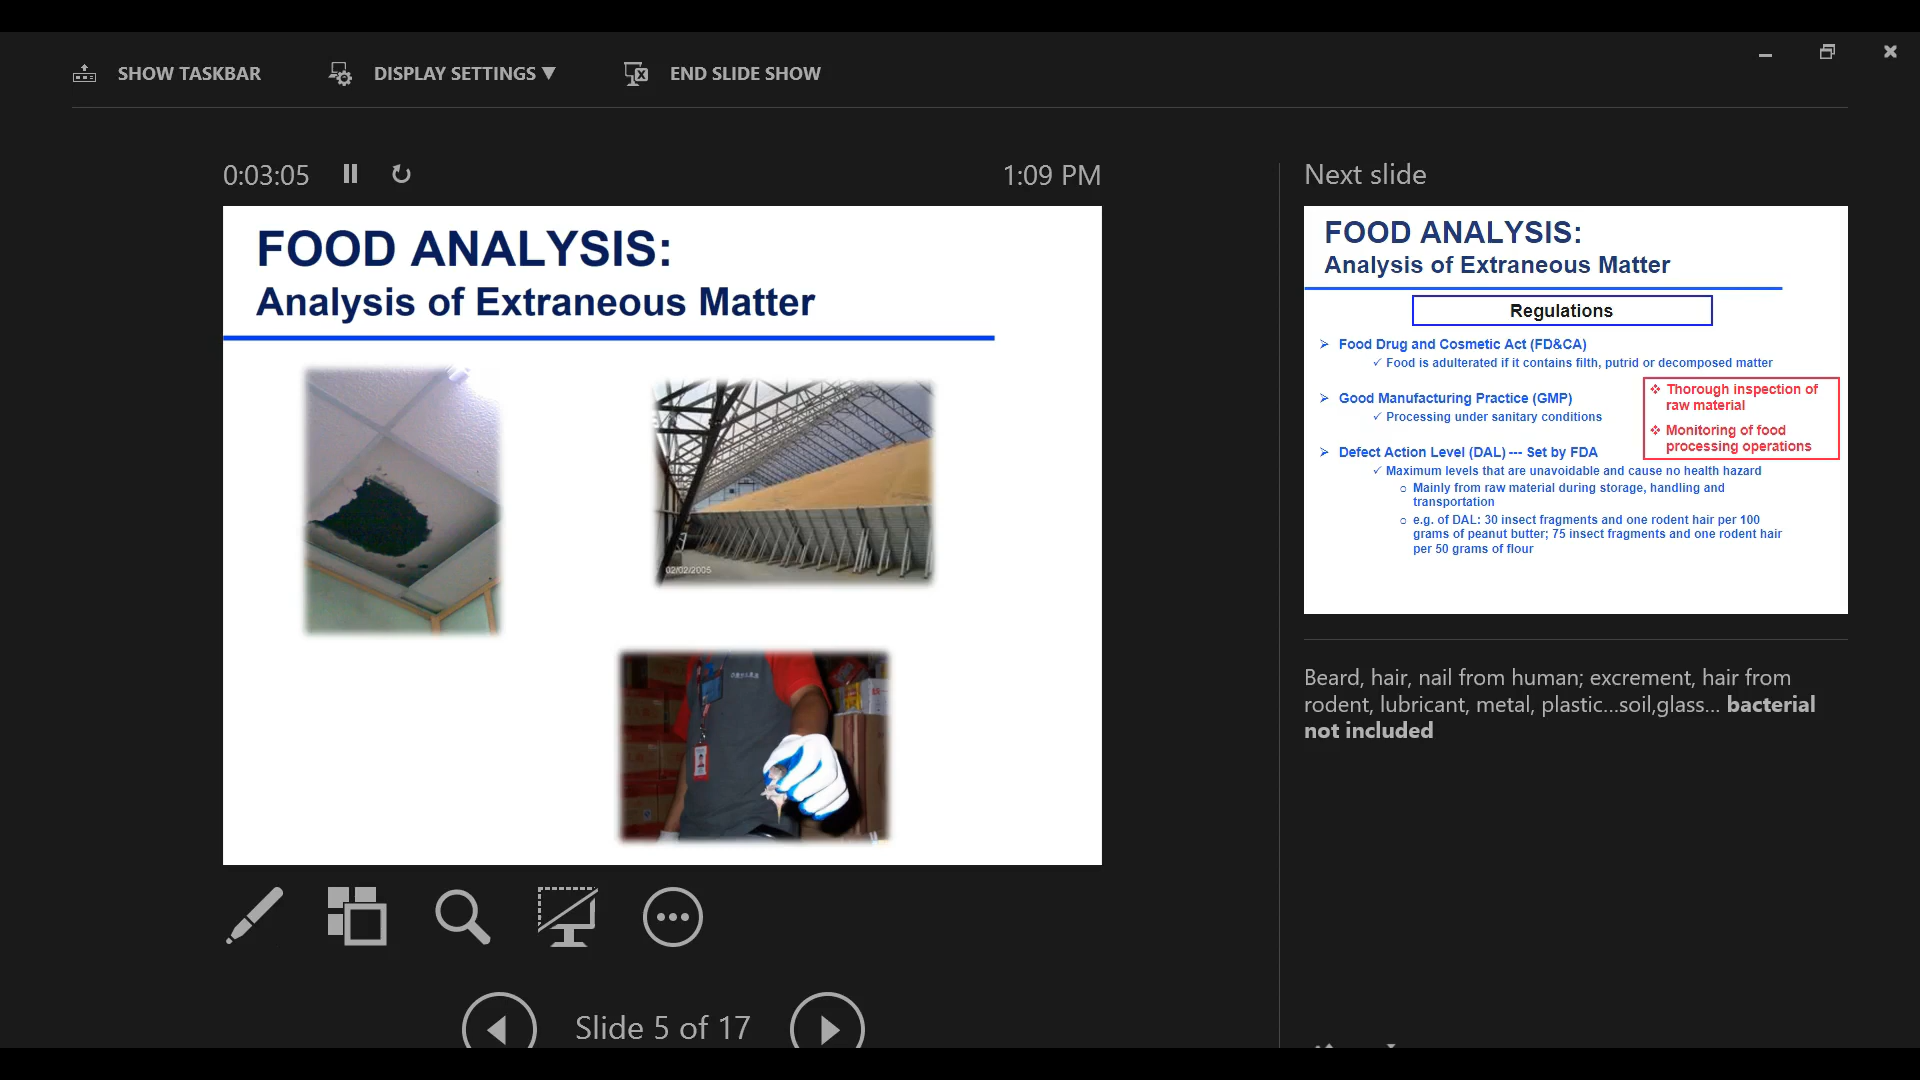 SHOW TASKBAR
DISPLAY SETTINGS ▼
END SLIDE SHOW
0:03:05
1:09 PM
FOOD ANALYSIS:
Analysis of Extraneous Matter
02/02/2005
Slide 5 of 17
Next slide
FOOD ANALYSIS:
Analysis of Extraneous Matter
Regulations
➢ Food Drug and Cosmetic Act (FD&CA)
✓ Food is adulterated if it contains filth, putrid or decomposed matter
➢ Good Manufacturing Practice (GMP)
✓ Processing under sanitary conditions
❖ Thorough inspection of
raw material
❖ Monitoring of food
processing operations
➢ Defect Action Level (DAL) --- Set by FDA
✓ Maximum levels that are unavoidable and cause no health hazard
o Mainly from raw material during storage, handling and
transportation
o e.g. of DAL: 30 insect fragments and one rodent hair per 100
grams of peanut butter; 75 insect fragments and one rodent hair
per 50 grams of flour
Beard, hair, nail from human; excrement, hair from
rodent, lubricant, metal, plastic...soil,glass... bacterial
not included